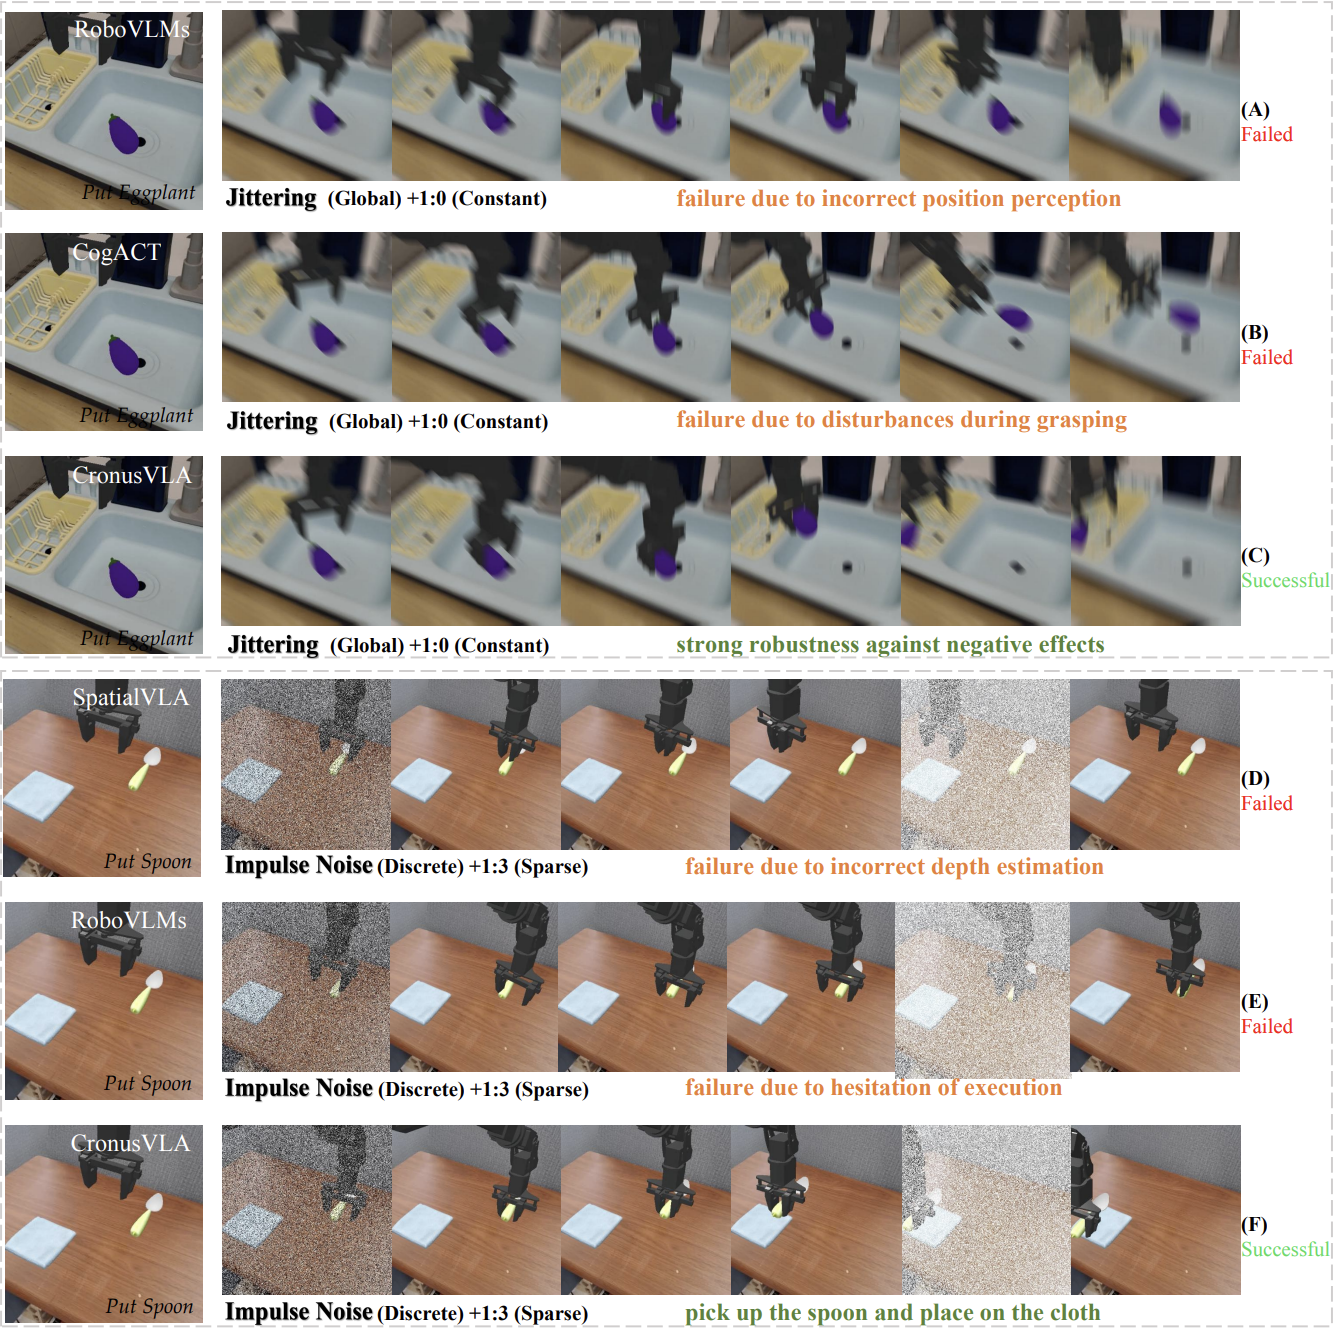 RoboVLMs
Put Eggplant
Jittering (Global) +1:0 (Constant) failure due to incorrect position perception
(A)
Failed
CogACT
Put Eggplant
Jittering (Global) +1:0 (Constant) failure due to disturbances during grasping
(B)
Failed
CronusVLA
Put Eggplant
Jittering (Global) +1:0 (Constant) strong robustness against negative effects
(C)
Successful
SpatialVLA
Put Spoon
Impulse Noise (Discrete) +1:3 (Sparse) failure due to incorrect depth estimation
(D)
Failed
RoboVLMs
Put Spoon
Impulse Noise (Discrete) +1:3 (Sparse) failure due to hesitation of execution
(E)
Failed
CronusVLA
Put Spoon
Impulse Noise (Discrete) +1:3 (Sparse) pick up the spoon and place on the cloth
(F)
Successful